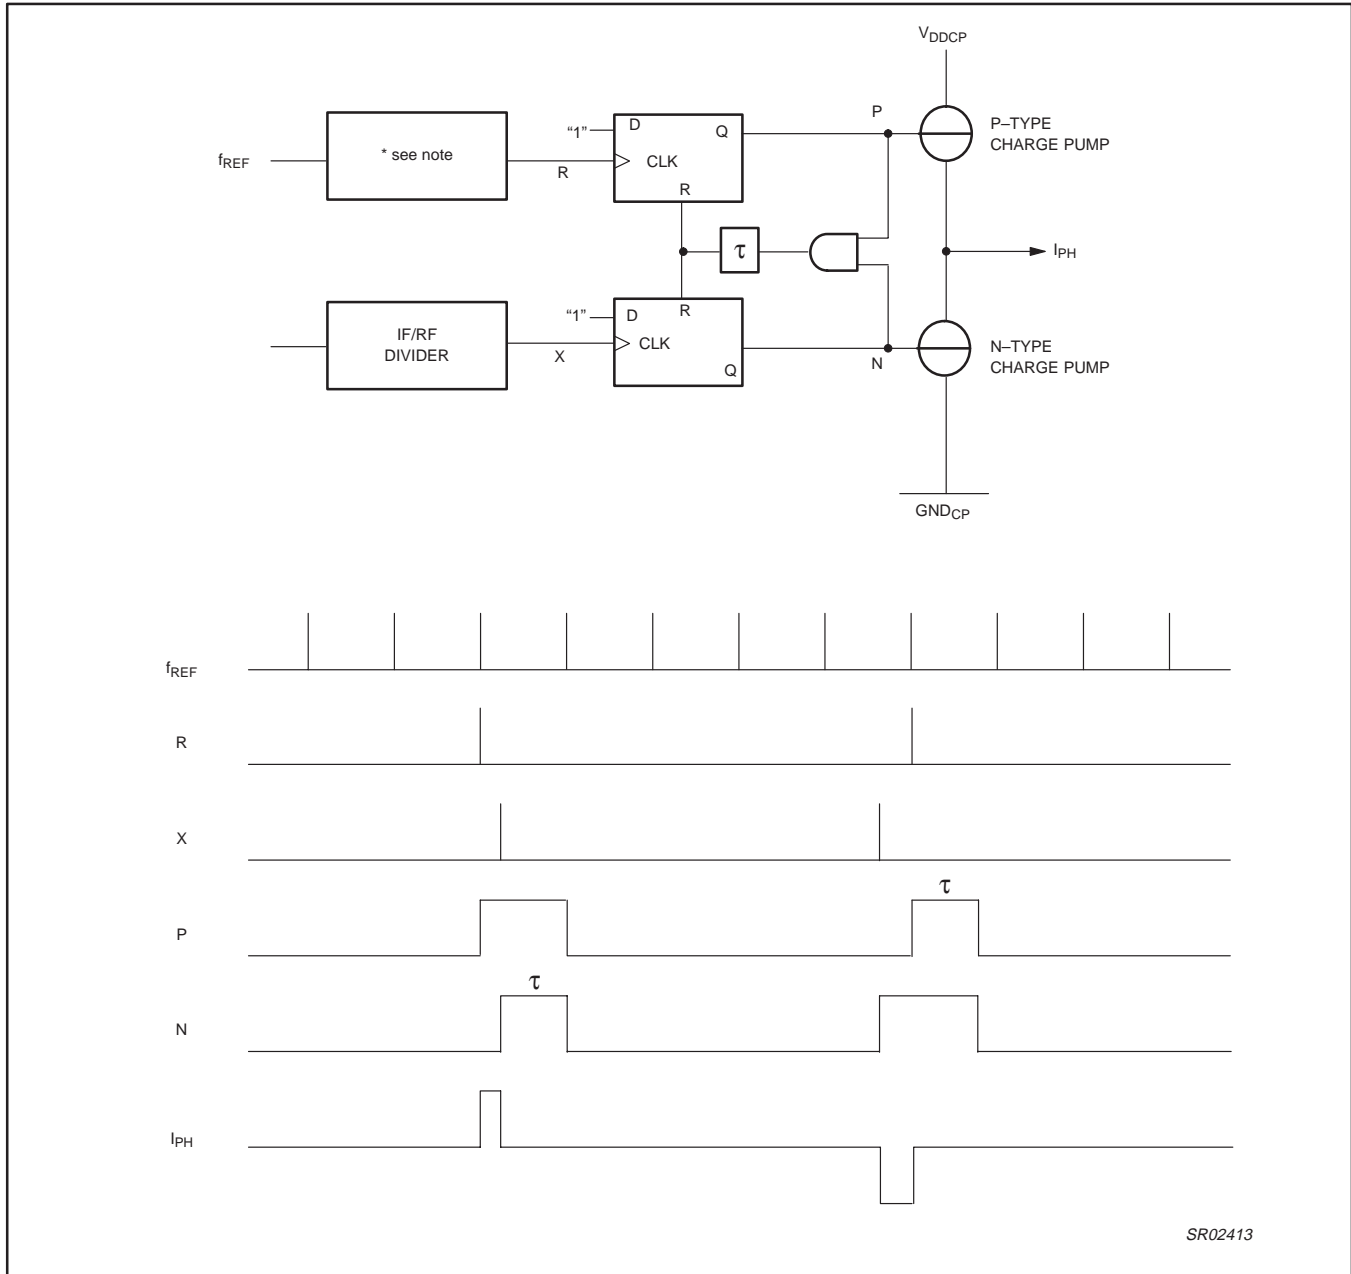 VDDCP
P
P–TYPE
CHARGE PUMP
“1”
D
Q
fREF
* see note
R
CLK
R
τ
IPH
IF/RF
DIVIDER
X
“1”
D
R
CLK
Q
N
N–TYPE
CHARGE PUMP
GNDCP
fREF
R
X
τ
P
τ
N
IPH
SR02413